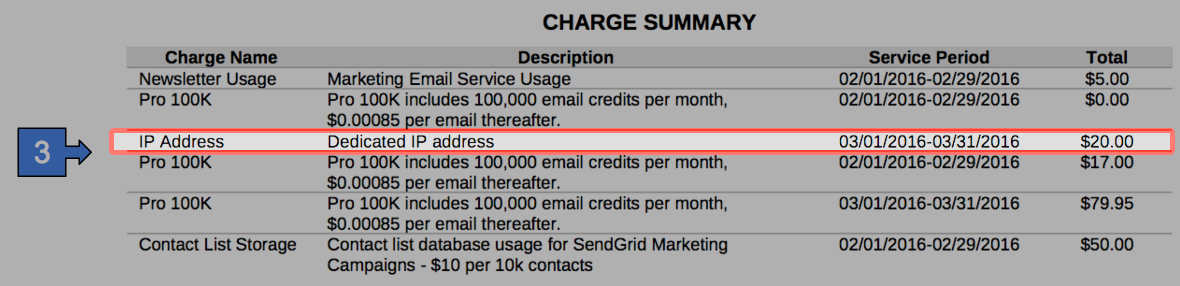 CHARGE SUMMARY
Charge Name Description Service Period Total
Newsletter Usage Marketing Email Service Usage 02/01/2016-02/29/2016 $5.00
Pro 100K Pro 100K includes 100,000 email credits per month, 02/01/2016-02/29/2016 $0.00
$0.00085 per email thereafter.
3 IP Address Dedicated IP address 03/01/2016-03/31/2016 $20.00
Pro 100K Pro 100K includes 100,000 email credits per month, 02/01/2016-02/29/2016 $17.00
$0.00085 per email thereafter.
Pro 100K Pro 100K includes 100,000 email credits per month, 03/01/2016-03/31/2016 $79.95
$0.00085 per email thereafter.
Contact List Storage Contact list database usage for SendGrid Marketing 02/01/2016-02/29/2016 $50.00
Campaigns - $10 per 10k contacts